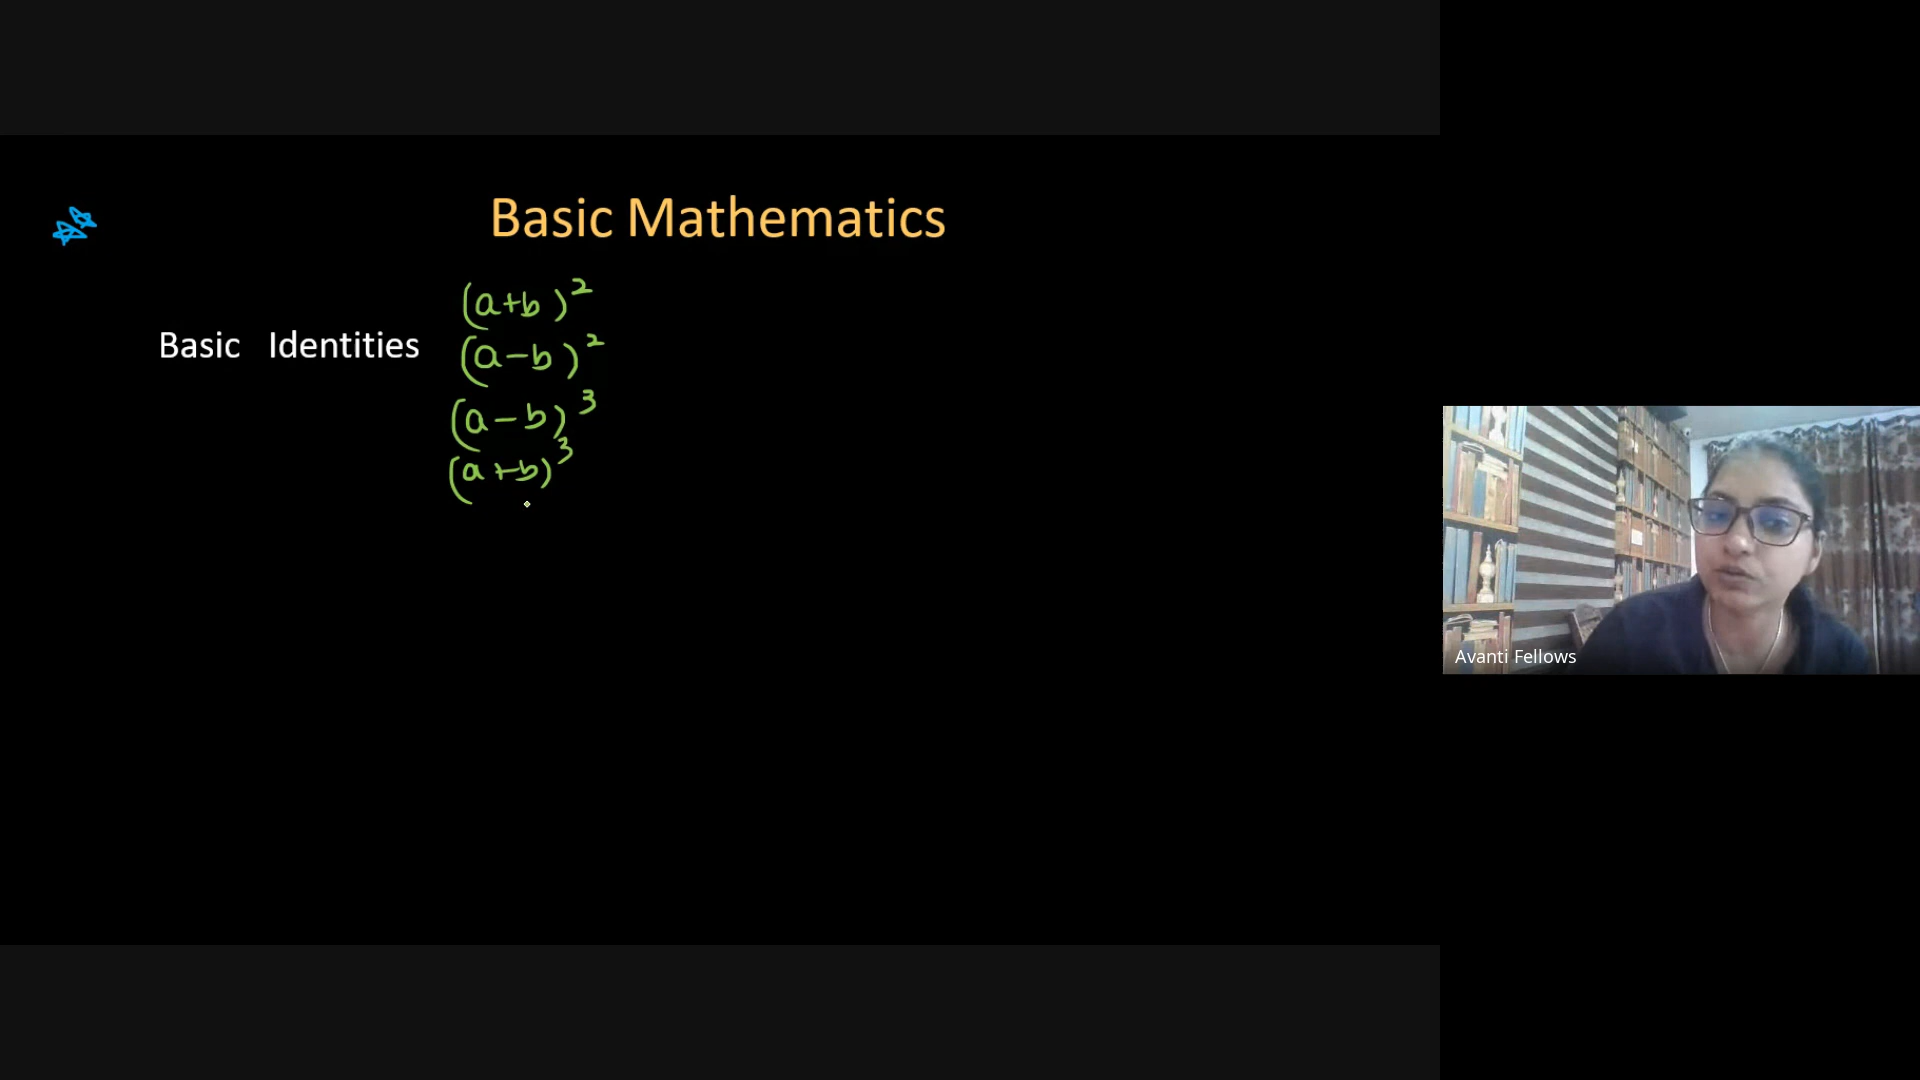 Basic Mathematics
(a+b)²
Basic Identities
(a-b)²
(a-b)³
(a+b)³
Avanti Fellows